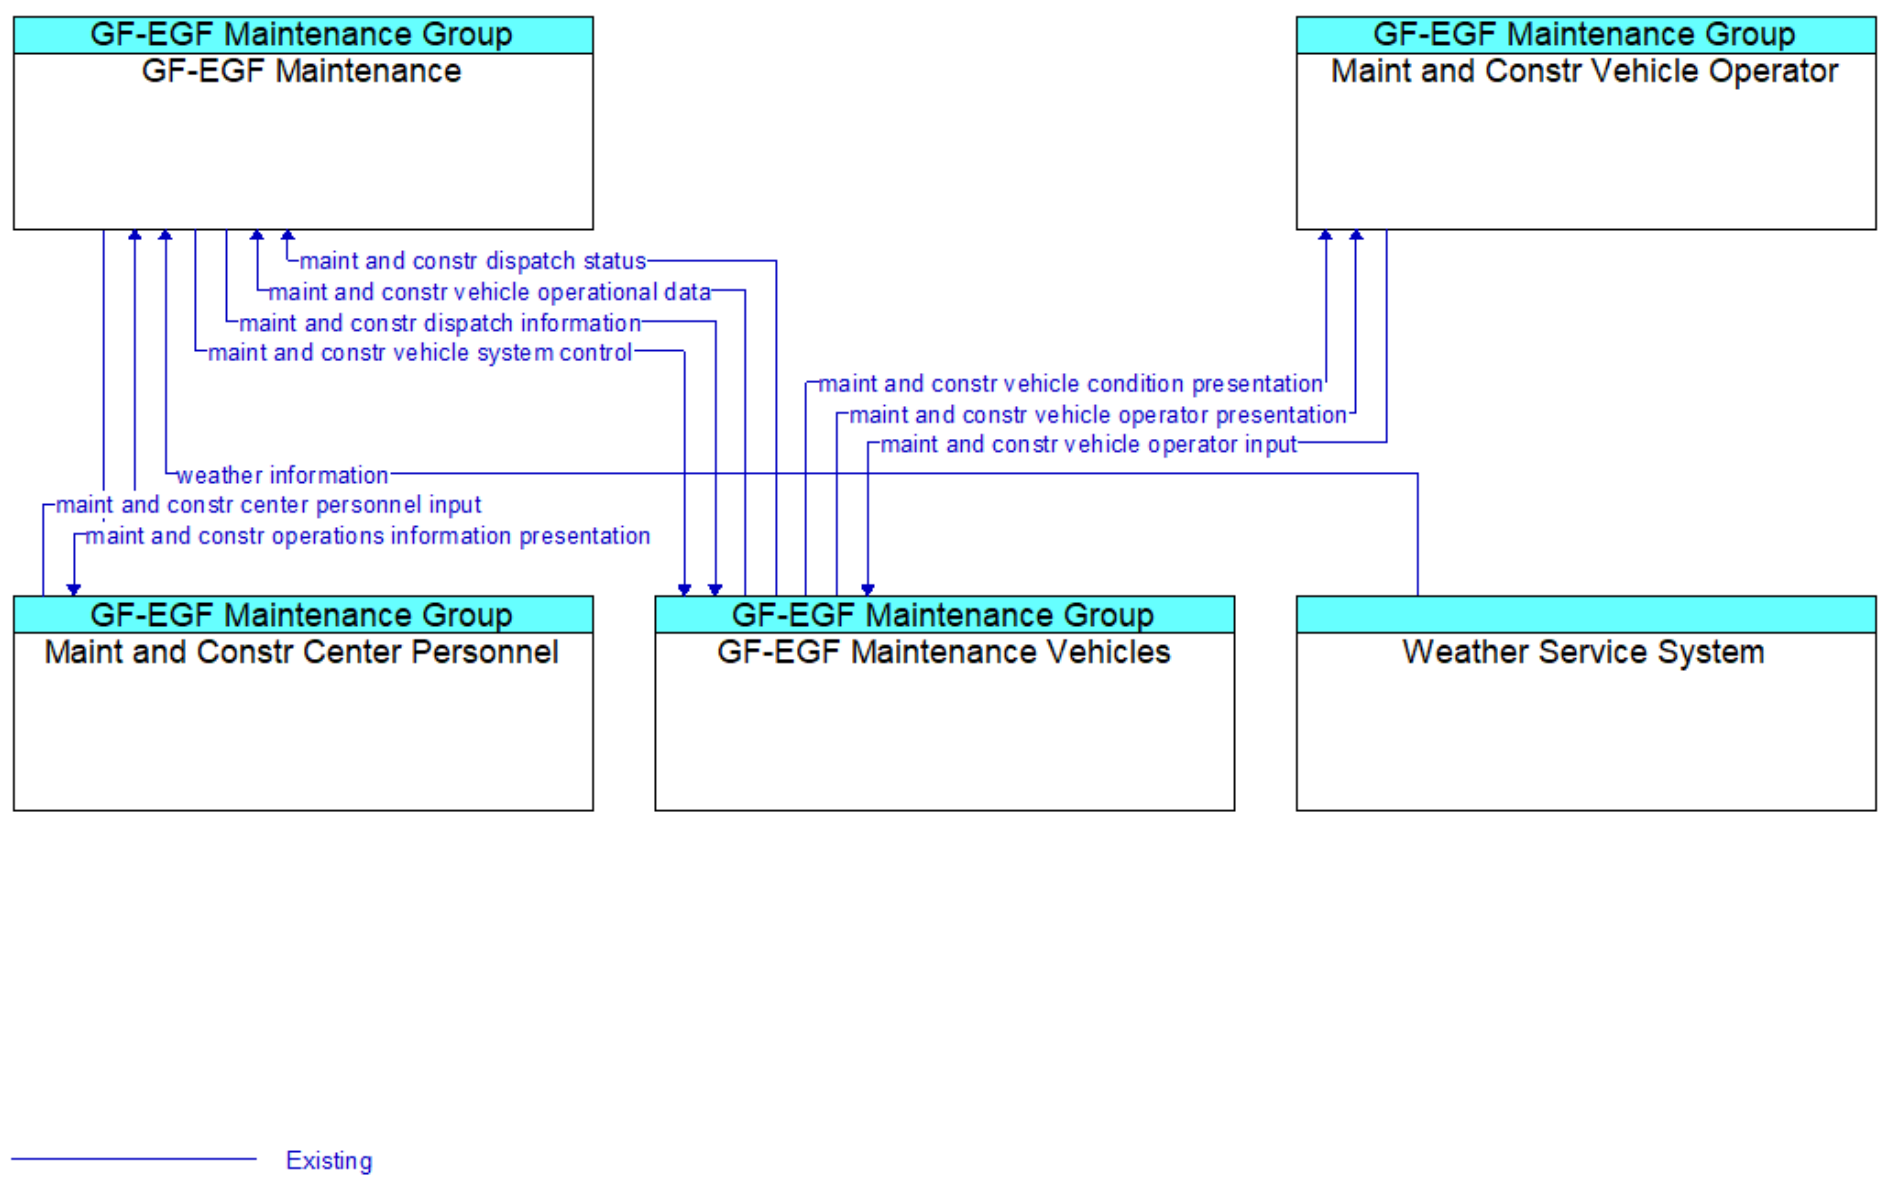 GF-EGF Maintenance Group
GF-EGF Maintenance
GF-EGF Maintenance Group
Maint and Constr Vehicle Operator
maint and constr dispatch status
maint and constr vehicle operational data
maint and constr dispatch information
maint and constr vehicle system control
maint and constr vehicle condition presentation
maint and constr vehicle operator presentation
maint and constr vehicle operator input
weather information
maint and constr center personnel input
maint and constr operations information presentation
GF-EGF Maintenance Group
Maint and Constr Center Personnel
GF-EGF Maintenance Group
GF-EGF Maintenance Vehicles
Weather Service System
Existing